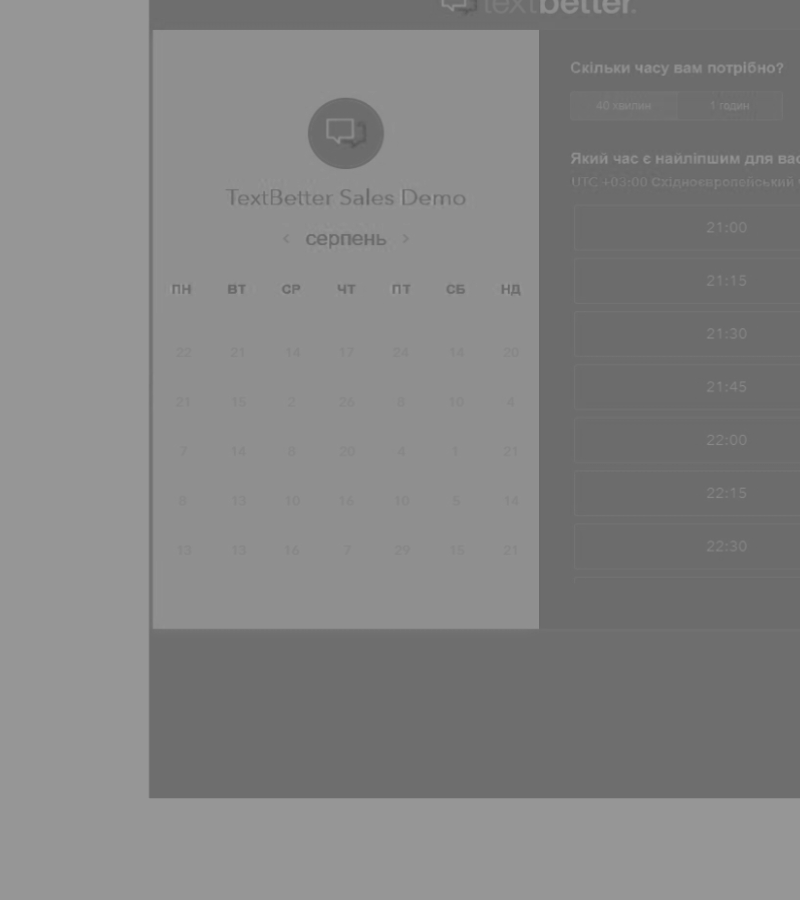 textbetter.
TextBetter Sales Demo
< серпень >
ПН ВТ СР ЧТ ПТ СБ НД
22 21 14 17 24 14 20
21 15 2 26 8 10 4
7 14 8 20 4 1 21
8 13 10 16 10 5 14
13 13 16 7 29 15 21
Скільки часу вам потрібно?
40 хвилин 1 годин
Який час є найліпшим для вас
UTC +03:00 Східноєвропейський
21:00
21:15
21:30
21:45
22:00
22:15
22:30